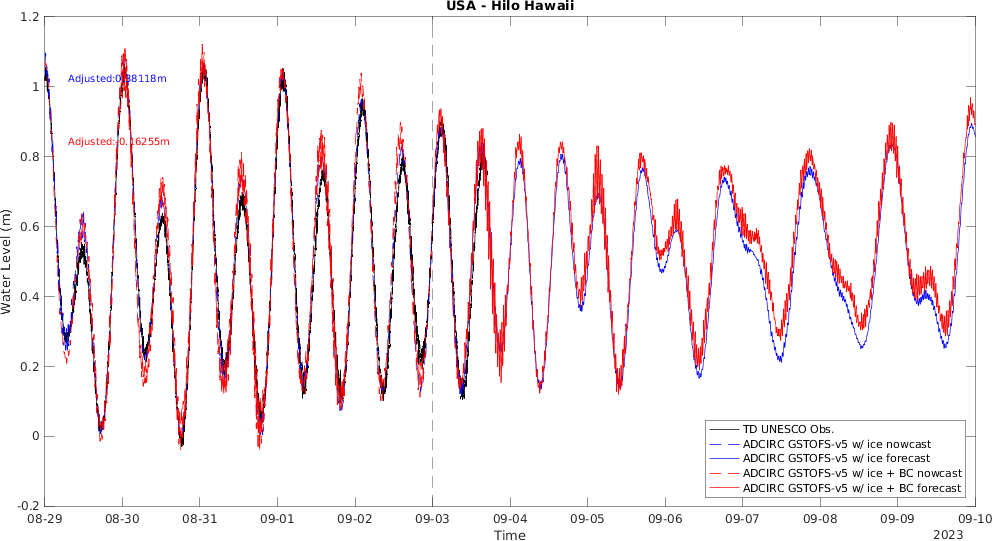 USA - Hilo Hawaii
1.2
1
0.8
0.6
0.4
0.2
0
-0.2
Water Level (m)
Adjusted:0.38118m
Adjusted:-0.16255m
TD UNESCO Obs.
ADCIRC GSTOFS-v5 w/ ice nowcast
ADCIRC GSTOFS-v5 w/ ice forecast
ADCIRC GSTOFS-v5 w/ ice + BC nowcast
ADCIRC GSTOFS-v5 w/ ice + BC forecast
08-29 08-30 08-31 09-01 09-02 09-03 09-04 09-05 09-06 09-07 09-08 09-09 09-10
Time
2023